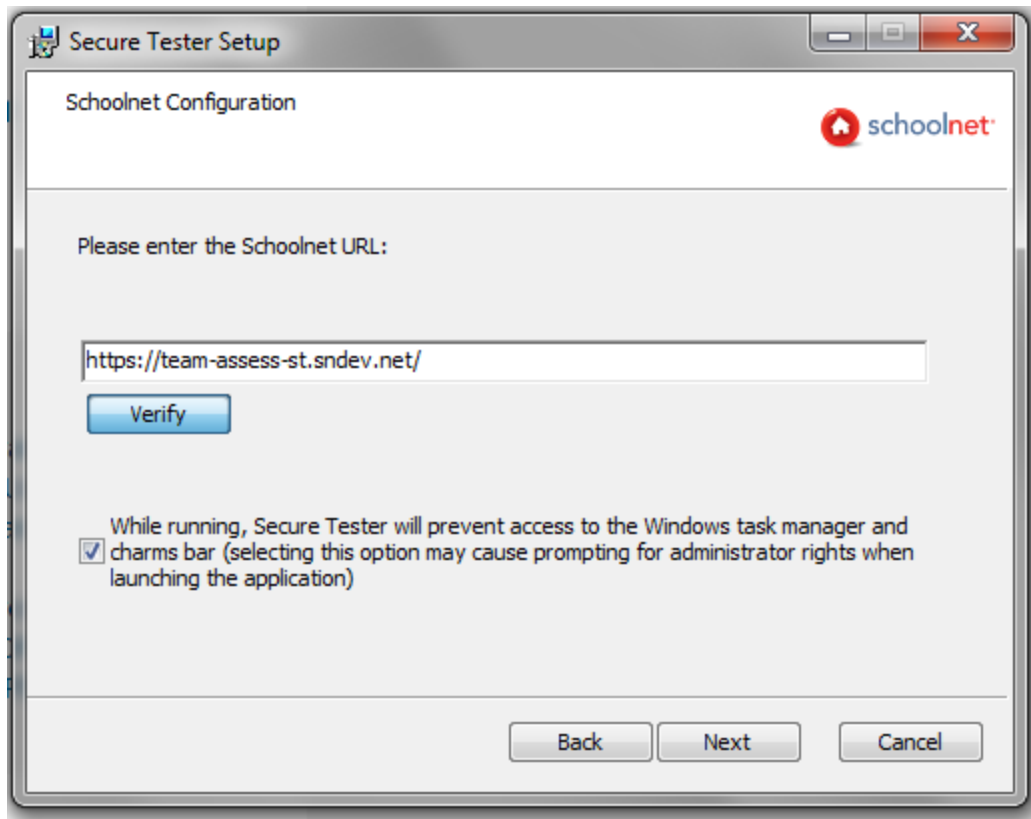 Secure Tester Setup
Schoolnet Configuration
schoolnet
Please enter the Schoolnet URL:
https://team-assess-st.sndev.net/
Verify
While running, Secure Tester will prevent access to the Windows task manager and
charms bar (selecting this option may cause prompting for administrator rights when
launching the application)
Back
Next
Cancel